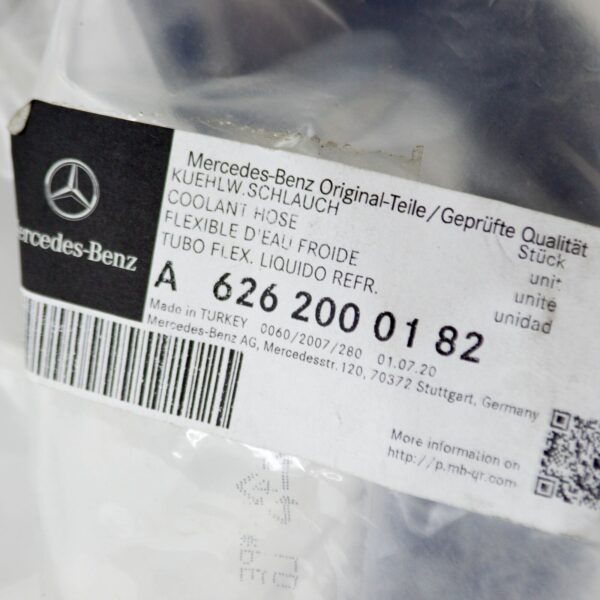 Mercedes-Benz
Mercedes-Benz Original-Teile/Geprüfte Qualität
KUEHLW.SCHLAUCH
COOLANT HOSE
FLEXIBLE D'EAU FROIDE
TUBO FLEX. LIQUIDO REFR.
Stück
unit
unité
unidad
A 626 200 01 82
Made in TURKEY 0060/2007/280 01.07.20
Mercedes-Benz AG, Mercedesstr.120, 70372 Stuttgart, Germany
More information on
http://p.mb-qr.com